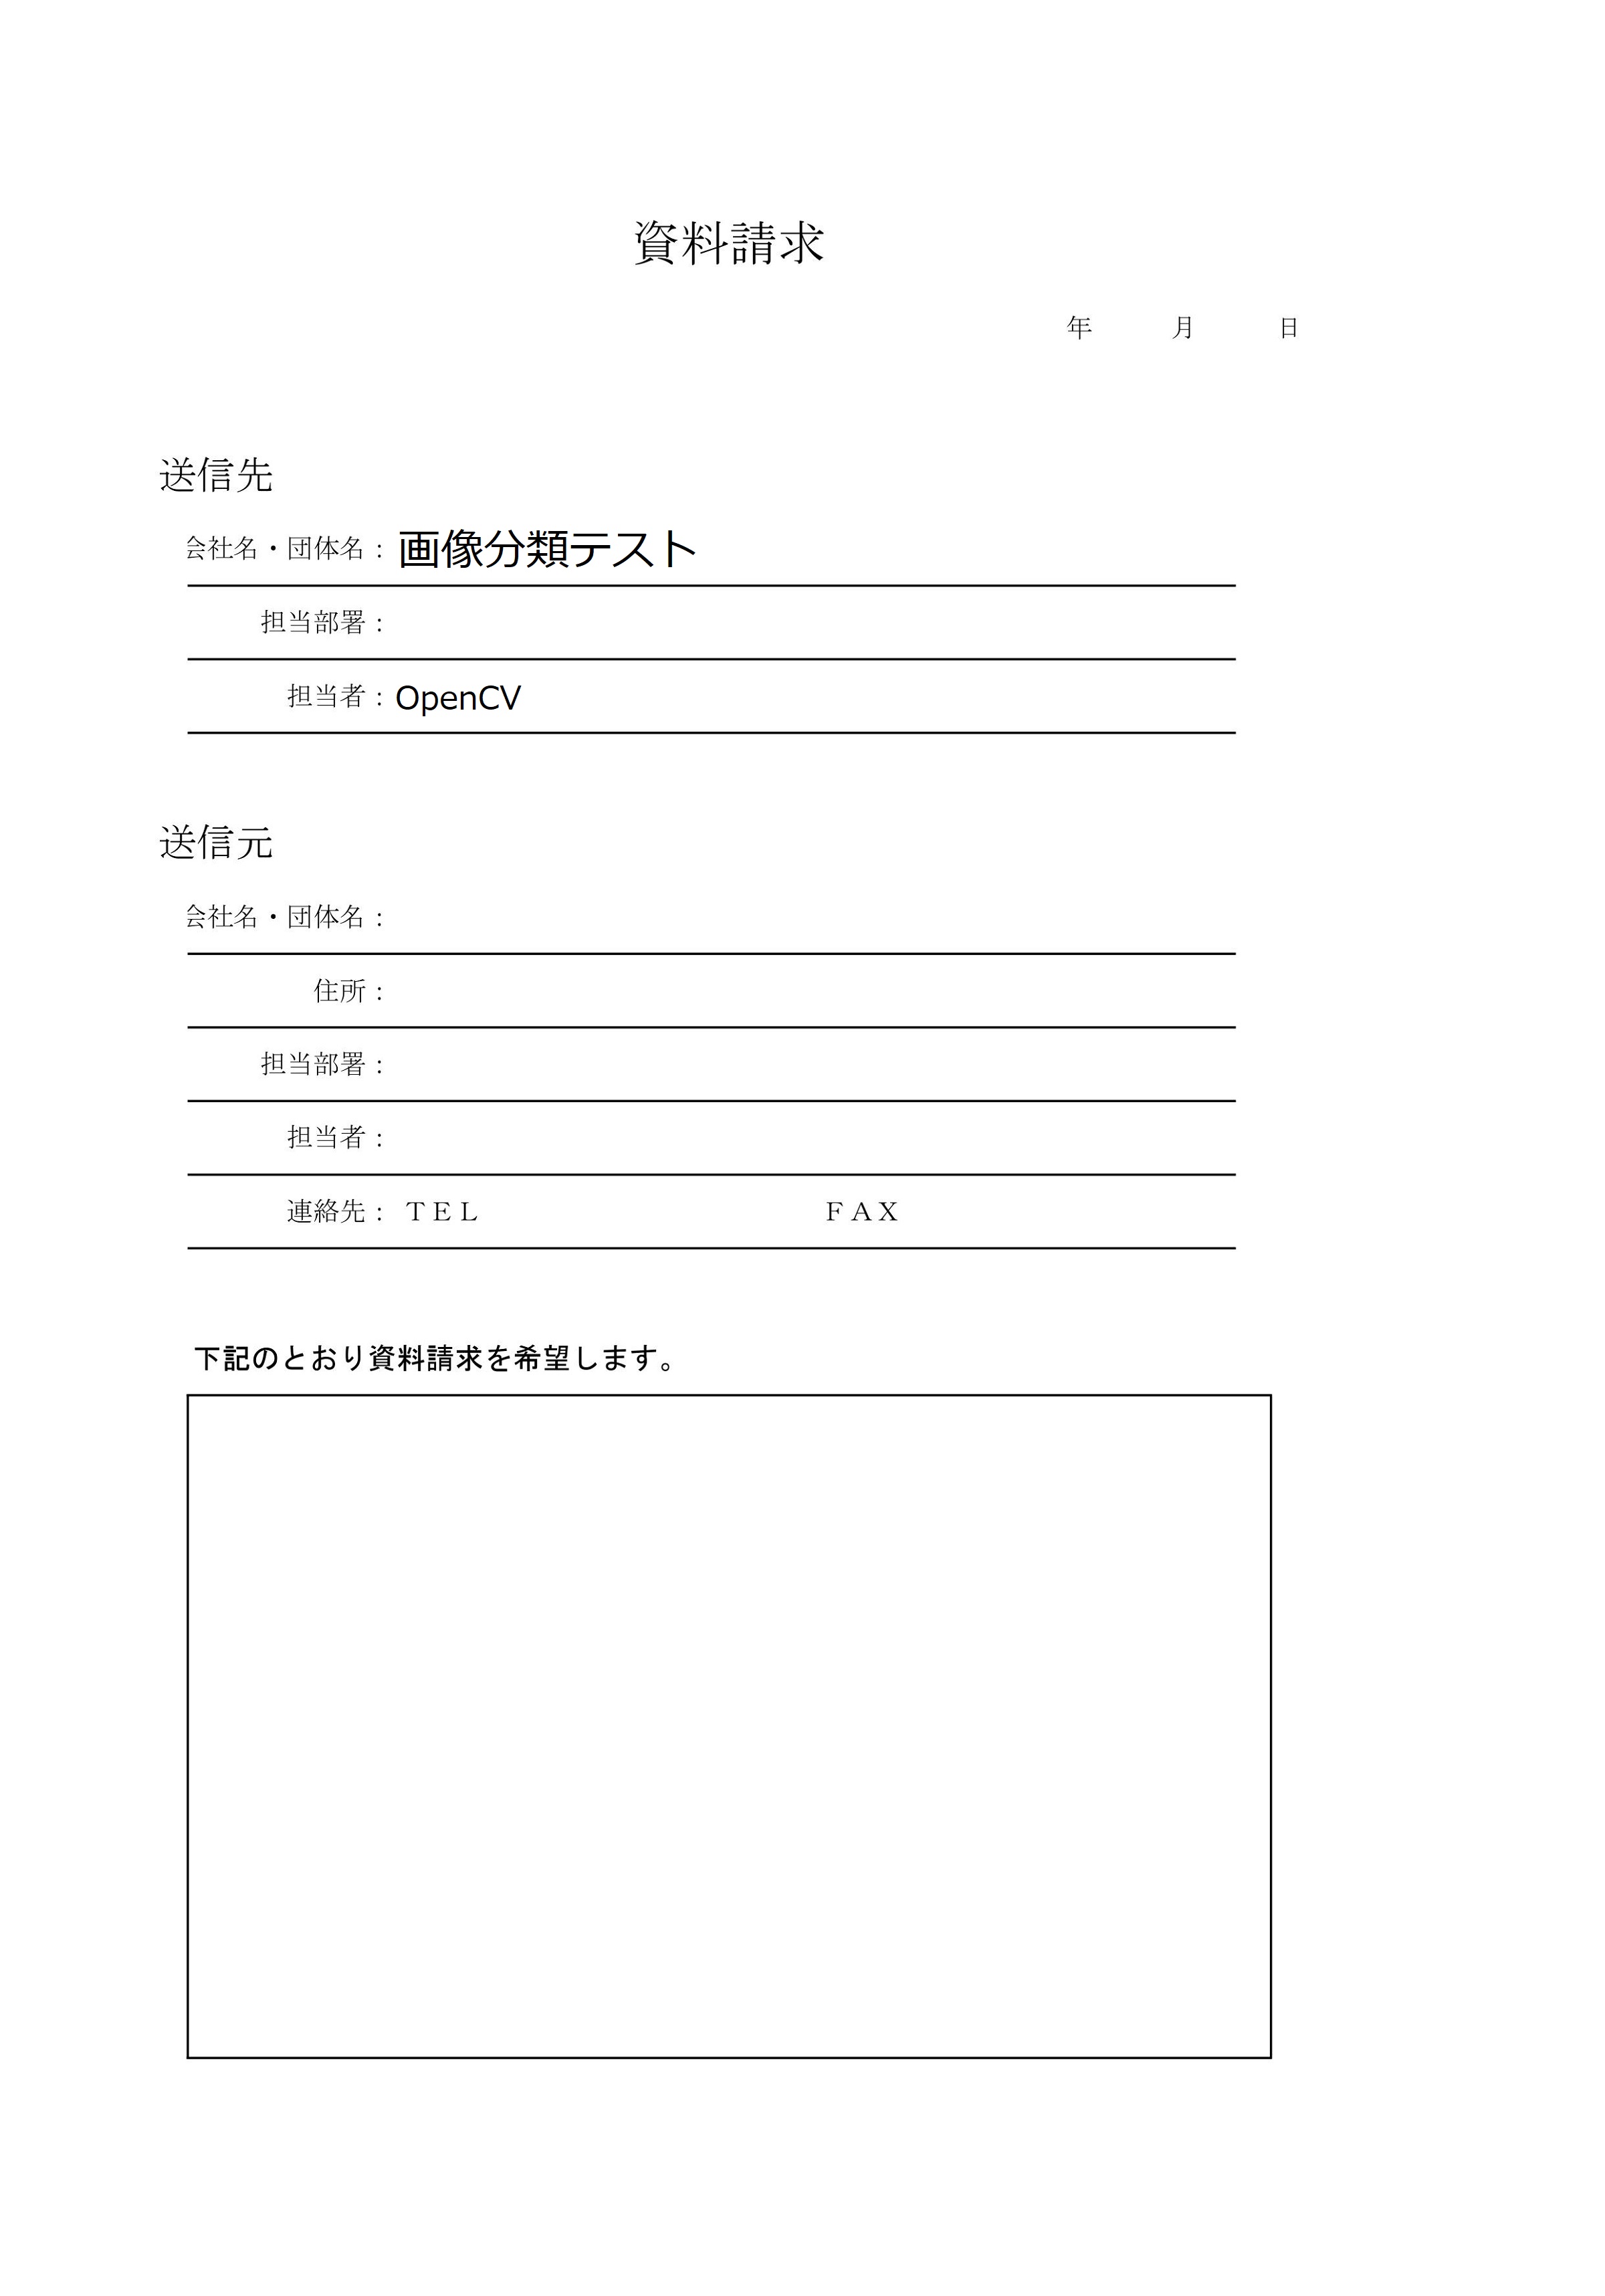 資料請求
年 月 日
送信先
会社名・団体名： 画像分類テスト
担当部署：
担当者： OpenCV
送信元
会社名・団体名：
住所：
担当部署：
担当者：
連絡先： ＴＥＬ ＦＡＸ
下記のとおり資料請求を希望します。